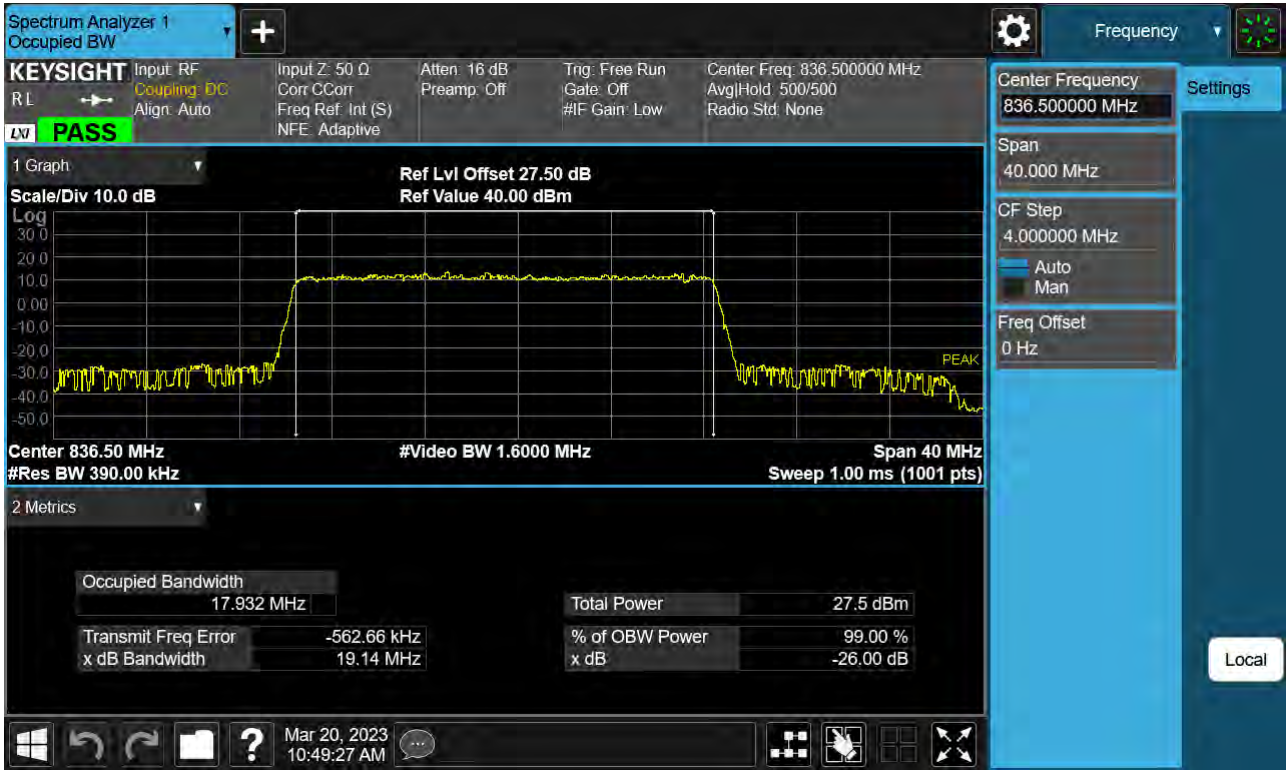 Spectrum Analyzer 1
Occupied BW
+
Frequency
KEYSIGHT
RL
LXI
PASS
Input: RF
Coupling: DC
Align: Auto
Input Z: 50 Ω
Corr CCorr
Freq Ref: Int (S)
NFE: Adaptive
Atten: 16 dB
Preamp: Off
Trig: Free Run
Gate: Off
#IF Gain: Low
Center Freq: 836.500000 MHz
Avg|Hold: 500/500
Radio Std: None
Center Frequency
836.500000 MHz
Settings
Span
40.000 MHz
CF Step
4.000000 MHz
Auto
Man
Freq Offset
0 Hz
1 Graph
Scale/Div 10.0 dB
Ref Lvl Offset 27.50 dB
Ref Value 40.00 dBm
Log
30.0
20.0
10.0
0.00
-10.0
-20.0
-30.0
-40.0
-50.0
PEAK
Center 836.50 MHz
#Video BW 1.6000 MHz
Span 40 MHz
#Res BW 390.00 kHz
Sweep 1.00 ms (1001 pts)
2 Metrics
Occupied Bandwidth
17.932 MHz
Total Power 27.5 dBm
Transmit Freq Error -562.66 kHz
% of OBW Power 99.00 %
x dB Bandwidth 19.14 MHz
x dB -26.00 dB
Local
?
Mar 20, 2023
10:49:27 AM